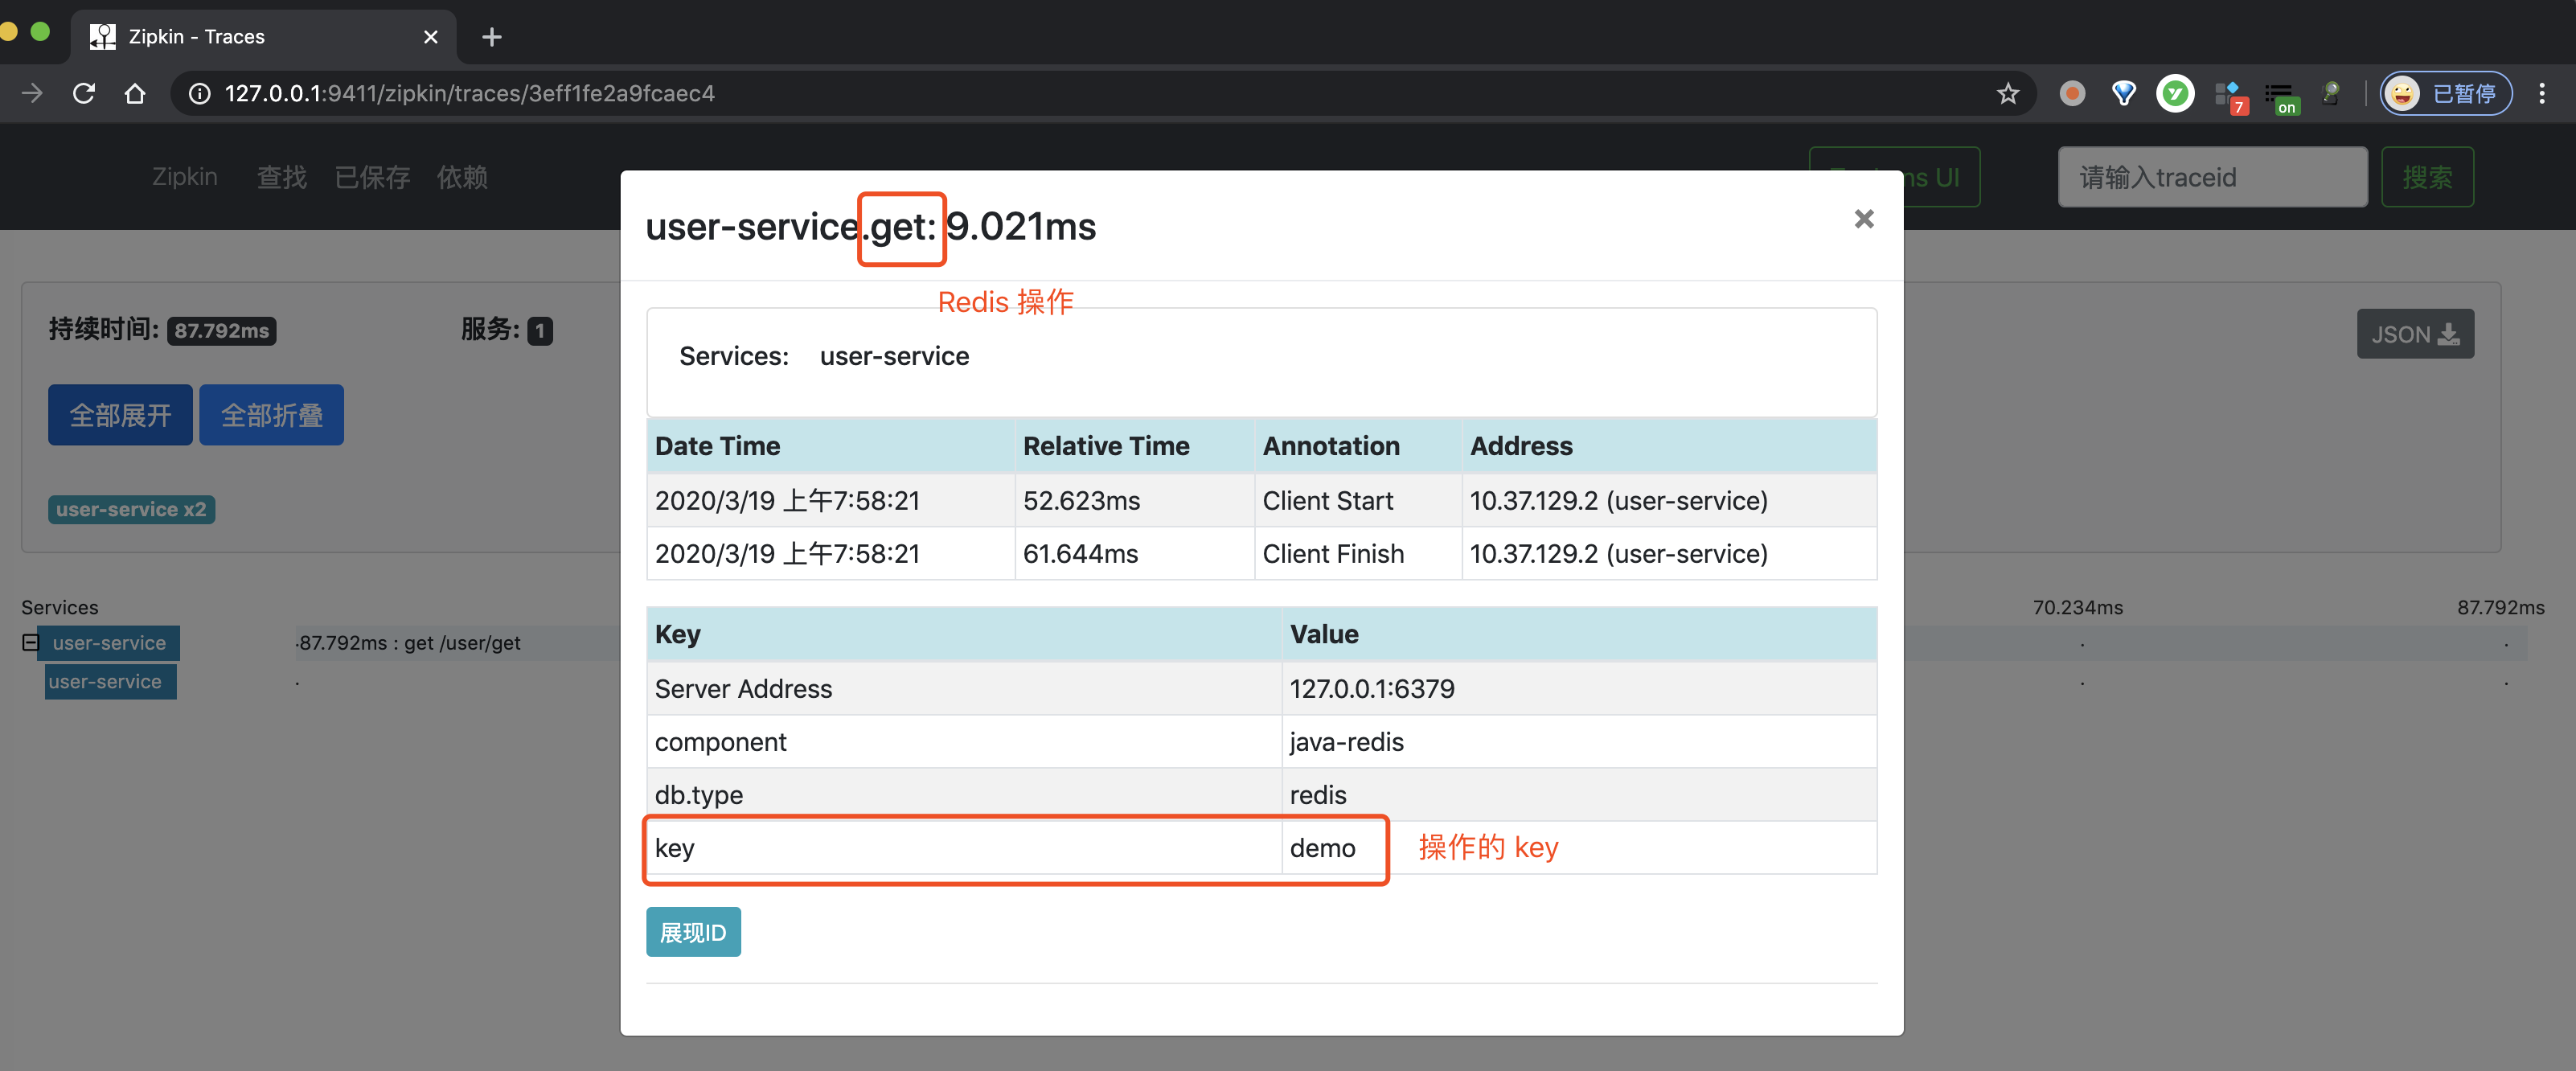 Zipkin - Traces
127.0.0.1:9411/zipkin/traces/3eff1fe2a9fcaec4
7
on
已暂停
Zipkin 查找 已保存 依赖
ns UI
请输入traceid
搜索
user-service.get: 9.021ms
Redis 操作
持续时间: 87.792ms
服务: 1
JSON
Services: user-service
全部展开 全部折叠
Date Time Relative Time Annotation Address
2020/3/19 上午7:58:21 52.623ms Client Start 10.37.129.2 (user-service)
user-service x2
2020/3/19 上午7:58:21 61.644ms Client Finish 10.37.129.2 (user-service)
Services 70.234ms 87.792ms
Key Value
user-service 87.792ms : get /user/get
user-service
Server Address 127.0.0.1:6379
component java-redis
db.type redis
key demo 操作的 key
展现ID